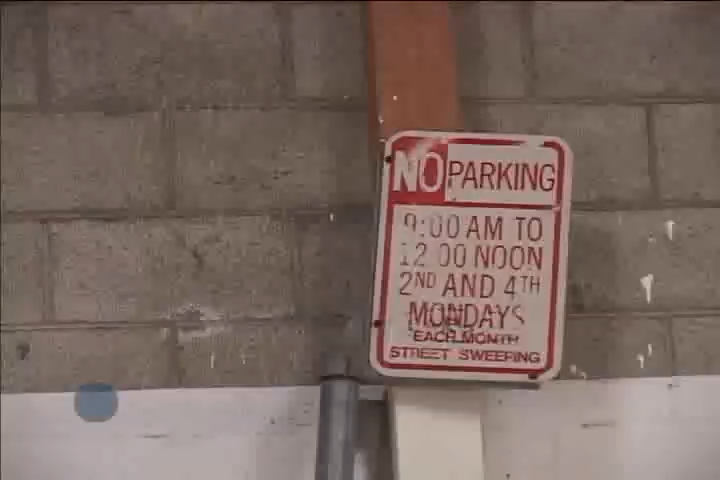 NO PARKING
9:00 AM TO
12:00 NOON
2ND AND 4TH
MONDAYS
EACH MONTH
STREET SWEEPING